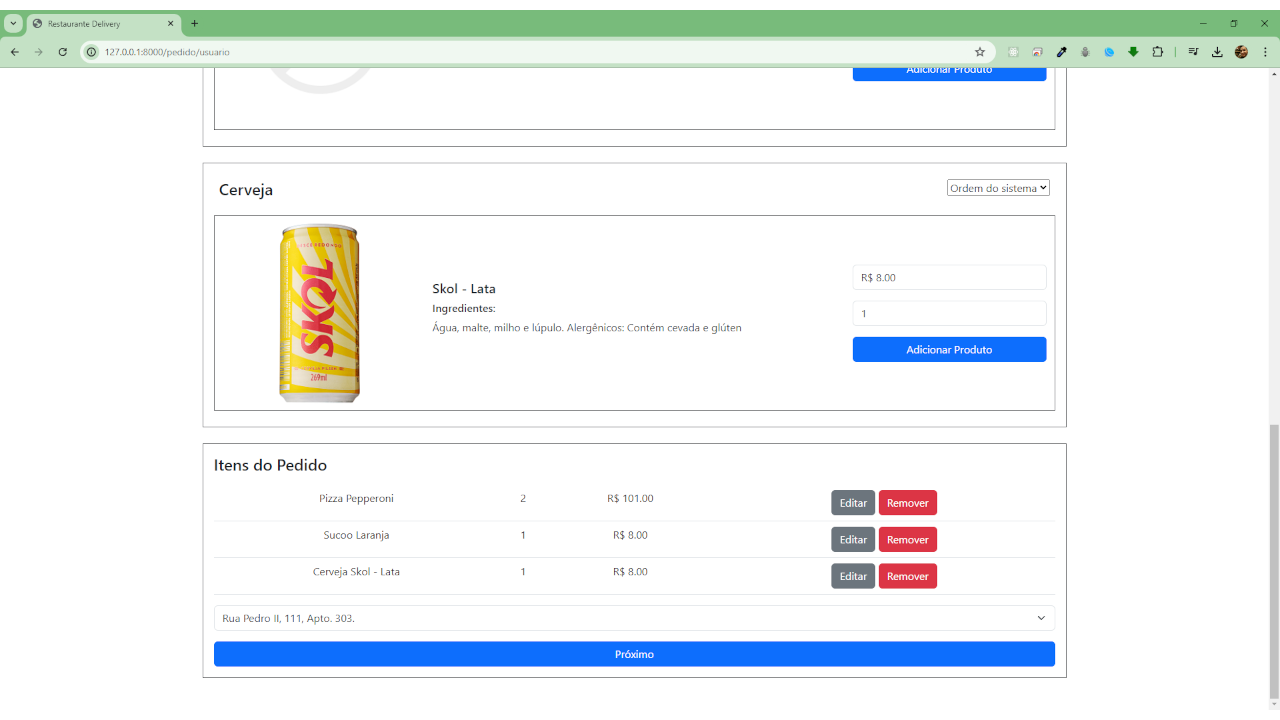 Restaurante Delivery
127.0.0.1:8000/pedido/usuario
Adicionar Produto
Cerveja
Ordem do sistema
SKOL
269ml
Skol - Lata
Ingredientes:
Água, malte, milho e lúpulo. Alergênicos: Contém cevada e glúten
R$ 8.00
1
Adicionar Produto
Itens do Pedido
Pizza Pepperoni 2 R$ 101.00 Editar Remover
Sucoo Laranja 1 R$ 8.00 Editar Remover
Cerveja Skol - Lata 1 R$ 8.00 Editar Remover
Rua Pedro II, 111, Apto. 303.
Próximo